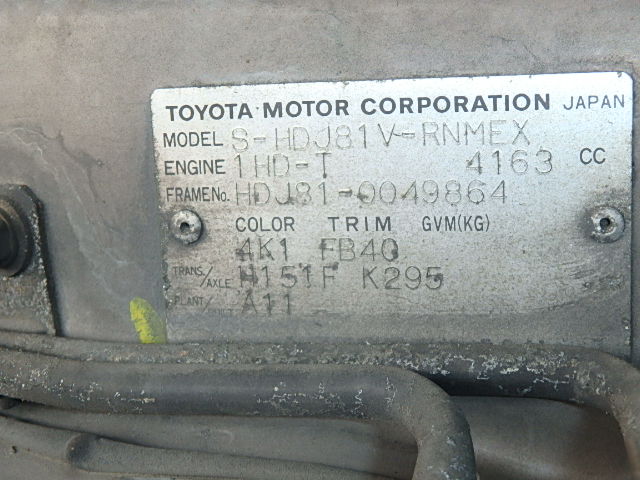 TOYOTA MOTOR CORPORATION JAPAN
MODEL S-HDJ81V-RNMEX
ENGINE 1HD-T 4163 CC
FRAME No. HDJ81-0049864
COLOR TRIM GVM(KG)
4K1 FB40
TRANS./AXLE H151F K295
PLANT/ A11